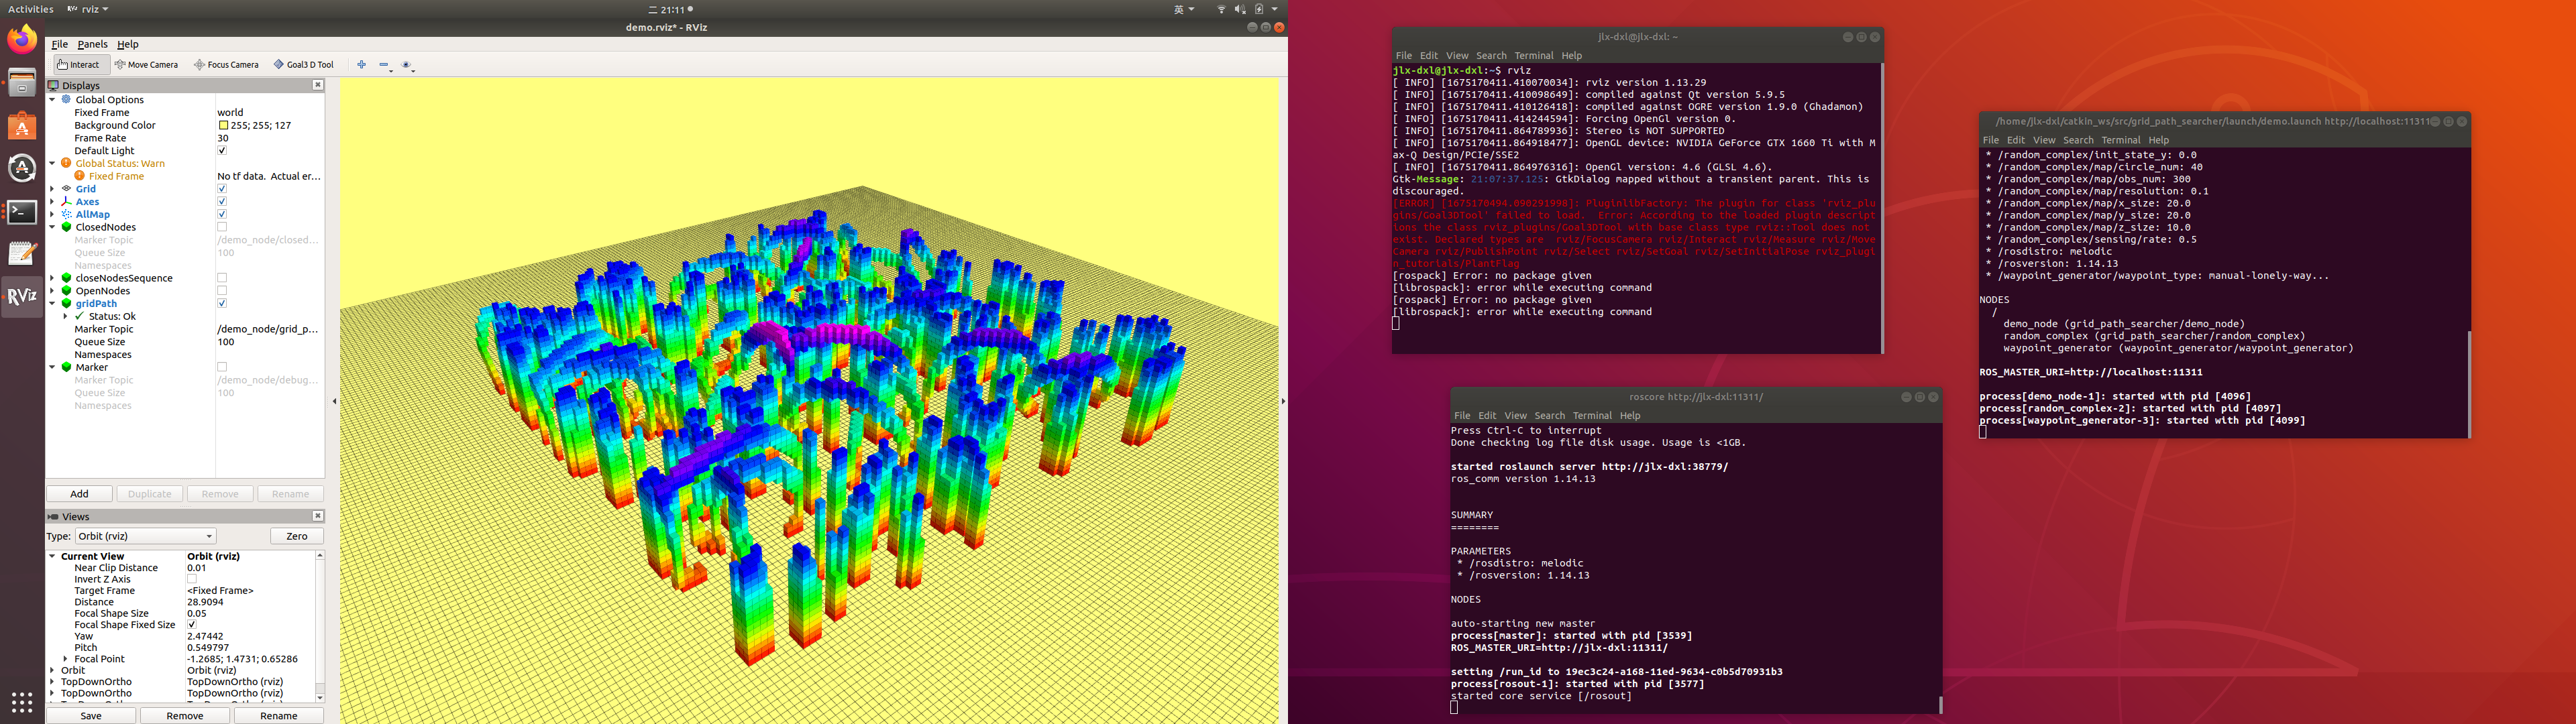 Activities rviz 二 21:11 英
demo.rviz* - RViz
File Panels Help
Interact Move Camera Focus Camera Goal3 D Tool
Displays
Global Options
Fixed Frame world
Background Color 255; 255; 127
Frame Rate 30
Default Light
Global Status: Warn
Fixed Frame No tf data. Actual er...
Grid
Axes
AllMap
ClosedNodes
Marker Topic /demo_node/closed...
Queue Size 100
Namespaces
closeNodesSequence
OpenNodes
gridPath
Status: Ok
Marker Topic /demo_node/grid_p...
Queue Size 100
Namespaces
Marker
Marker Topic /demo_node/debug...
Queue Size 100
Namespaces
Add Duplicate Remove Rename
Views
Type: Orbit (rviz) Zero
Current View Orbit (rviz)
Near Clip Distance 0.01
Invert Z Axis
Target Frame <Fixed Frame>
Distance 28.9094
Focal Shape Size 0.05
Focal Shape Fixed Size
Yaw 2.47442
Pitch 0.549797
Focal Point -1.2685; 1.4731; 0.65286
Orbit Orbit (rviz)
TopDownOrtho TopDownOrtho (rviz)
TopDownOrtho TopDownOrtho (rviz)
Save Remove Rename
RViz
jlx-dxl@jlx-dxl: ~
File Edit View Search Terminal Help
jlx-dxl@jlx-dxl:~$ rviz
[ INFO] [1675170411.410070034]: rviz version 1.13.29
[ INFO] [1675170411.410098649]: compiled against Qt version 5.9.5
[ INFO] [1675170411.410126418]: compiled against OGRE version 1.9.0 (Ghadamon)
[ INFO] [1675170411.414244594]: Forcing OpenGl version 0.
[ INFO] [1675170411.864789936]: Stereo is NOT SUPPORTED
[ INFO] [1675170411.864918477]: OpenGL device: NVIDIA GeForce GTX 1660 Ti with M
ax-Q Design/PCIe/SSE2
[ INFO] [1675170411.864976316]: OpenGl version: 4.6 (GLSL 4.6).
Gtk-Message: 21:07:37.125: GtkDialog mapped without a transient parent. This is
discouraged.
[ERROR] [1675170494.090291990]: PluginlibFactory: The plugin for class 'rviz_plu
gins/Goal3DTool' failed to load.  Error: According to the loaded plugin descript
ions the class rviz_plugins/Goal3DTool with base class type rviz::Tool does not
exist. Declared types are  rviz/FocusCamera rviz/Interact rviz/Measure rviz/Move
Camera rviz/PublishPoint rviz/Select rviz/SetGoal rviz/SetInitialPose rviz_plugi
n_tutorials/PlantFlag
[rospack] Error: no package given
[librospack]: error while executing command
[rospack] Error: no package given
[librospack]: error while executing command
roscore http://jlx-dxl:11311/
File Edit View Search Terminal Help
Press Ctrl-C to interrupt
Done checking log file disk usage. Usage is <1GB.
started roslaunch server http://jlx-dxl:38779/
ros_comm version 1.14.13
SUMMARY
========
PARAMETERS
* /rosdistro: melodic
* /rosversion: 1.14.13
NODES
auto-starting new master
process[master]: started with pid [3539]
ROS_MASTER_URI=http://jlx-dxl:11311/
setting /run_id to 19ec3c24-a168-11ed-9634-c0b5d70931b3
process[rosout-1]: started with pid [3577]
started core service [/rosout]
/home/jlx-dxl/catkin_ws/src/grid_path_searcher/launch/demo.launch http://localhost:11311
File Edit View Search Terminal Help
* /random_complex/init_state_y: 0.0
* /random_complex/map/circle_num: 40
* /random_complex/map/obs_num: 300
* /random_complex/map/resolution: 0.1
* /random_complex/map/x_size: 20.0
* /random_complex/map/y_size: 20.0
* /random_complex/map/z_size: 10.0
* /random_complex/sensing/rate: 0.5
* /rosdistro: melodic
* /rosversion: 1.14.13
* /waypoint_generator/waypoint_type: manual-lonely-way...
NODES
/
demo_node (grid_path_searcher/demo_node)
random_complex (grid_path_searcher/random_complex)
waypoint_generator (waypoint_generator/waypoint_generator)
ROS_MASTER_URI=http://localhost:11311
process[demo_node-1]: started with pid [4096]
process[random_complex-2]: started with pid [4097]
process[waypoint_generator-3]: started with pid [4099]